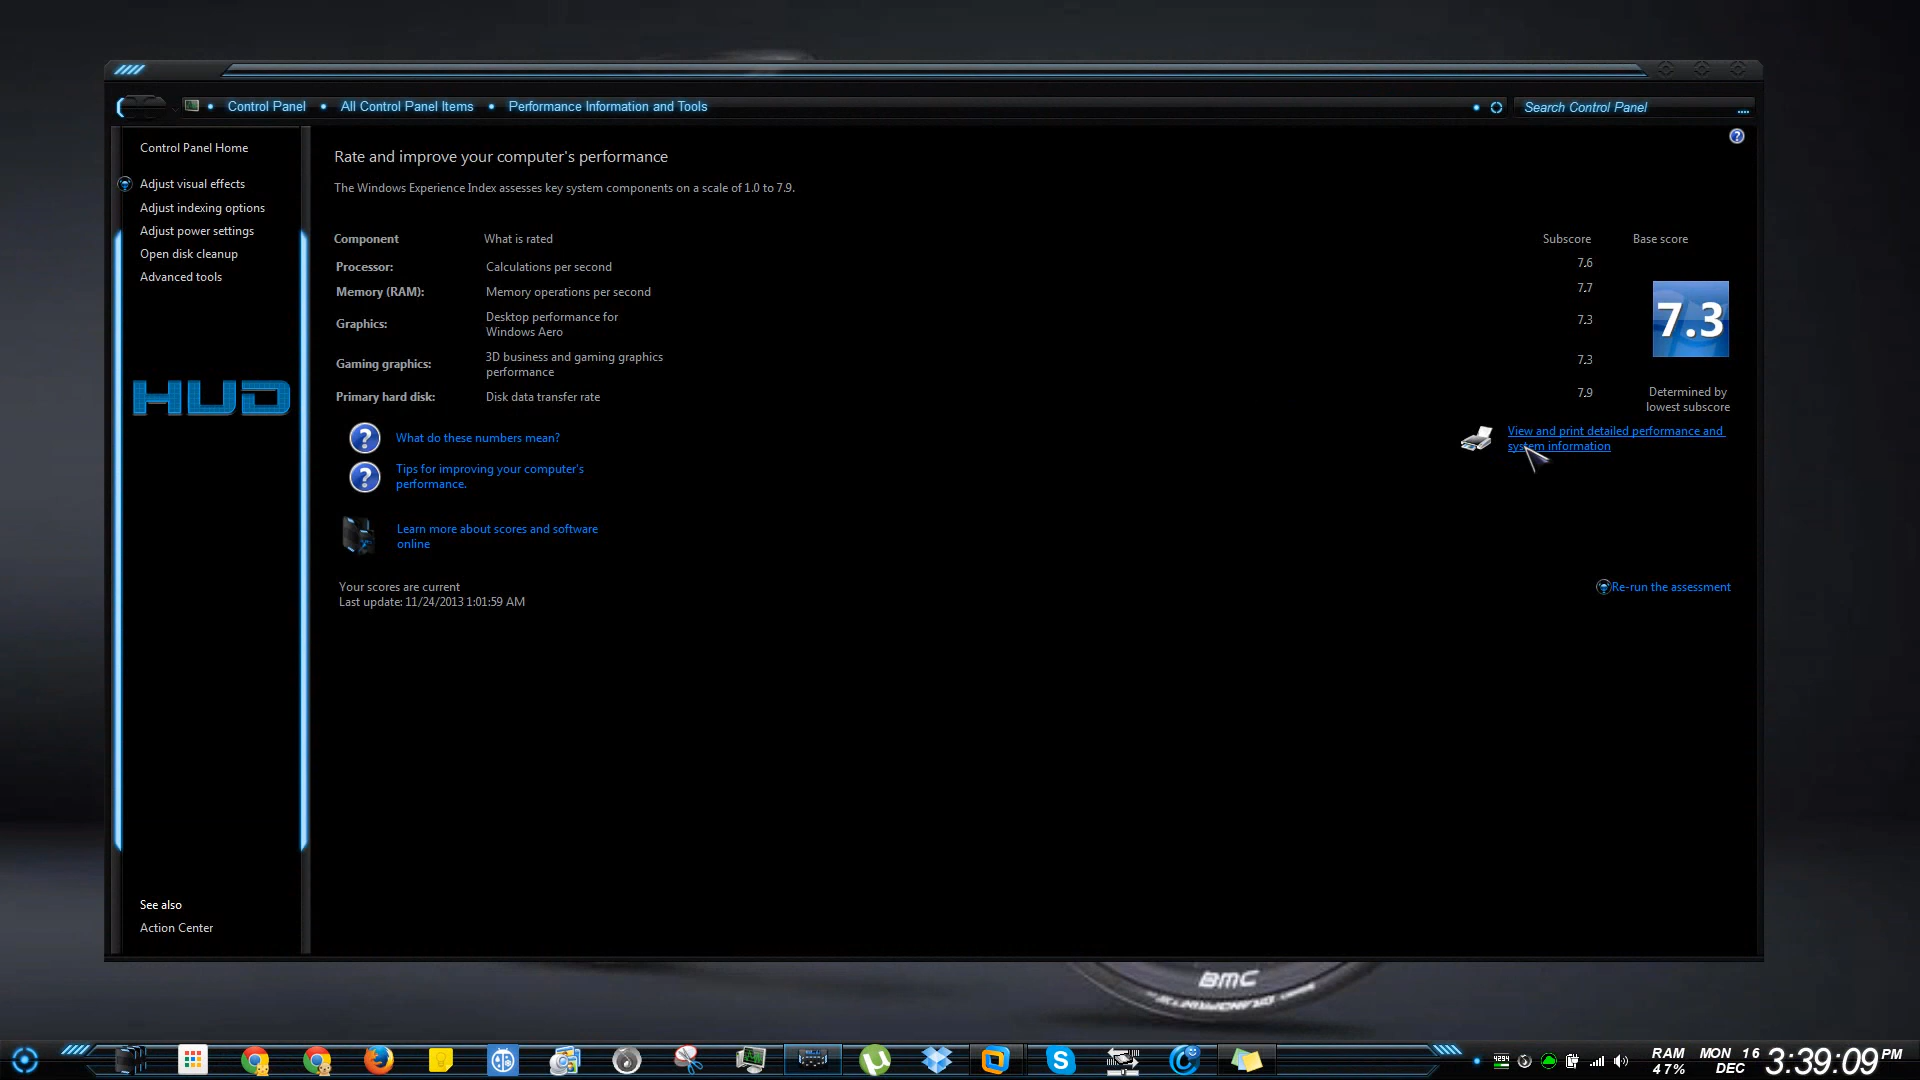 Control Panel • All Control Panel Items • Performance Information and Tools
Search Control Panel
Control Panel Home
Adjust visual effects
Adjust indexing options
Adjust power settings
Open disk cleanup
Advanced tools
HUD
See also
Action Center
Rate and improve your computer's performance
The Windows Experience Index assesses key system components on a scale of 1.0 to 7.9.
Component What is rated Subscore Base score
Processor: Calculations per second 7.6
Memory (RAM): Memory operations per second 7.7
Graphics: Desktop performance for
Windows Aero 7.3
Gaming graphics: 3D business and gaming graphics
performance 7.3
Primary hard disk: Disk data transfer rate 7.9
7.3
Determined by
lowest subscore
What do these numbers mean?
Tips for improving your computer's
performance.
View and print detailed performance and
system information
Learn more about scores and software
online
Your scores are current
Last update: 11/24/2013 1:01:59 AM
Re-run the assessment
BMC
RAM
47%
MON 16
DEC
3:39:09 PM